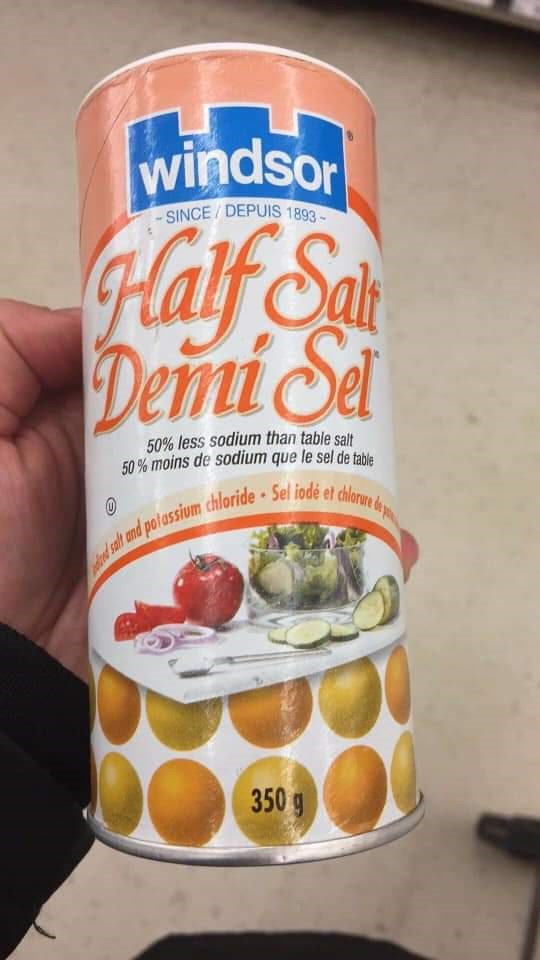 windsor
®
- SINCE / DEPUIS 1893 -
Half Salt
Demi Sel
50% less sodium than table salt
50 % moins de sodium que le sel de table
U
salt and potassium chloride • Sel iodé et chlorure de
350 g